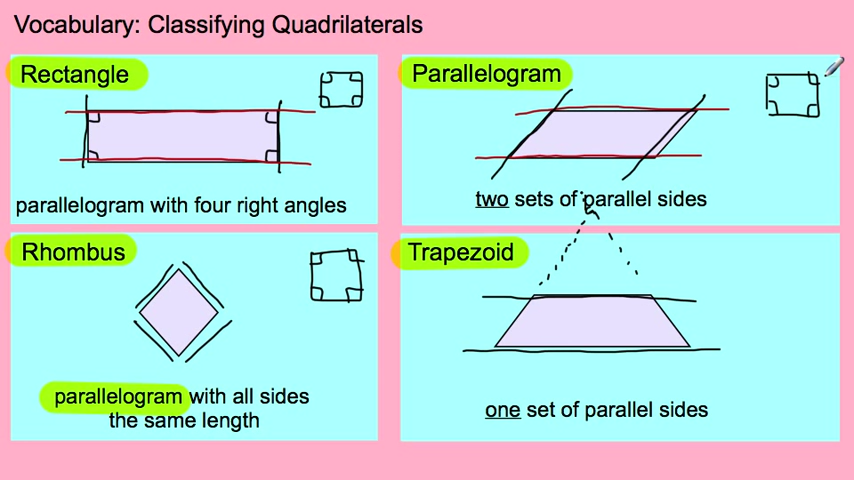 Vocabulary: Classifying Quadrilaterals
Rectangle
parallelogram with four right angles
Parallelogram
two sets of parallel sides
Rhombus
parallelogram with all sides
the same length
Trapezoid
one set of parallel sides